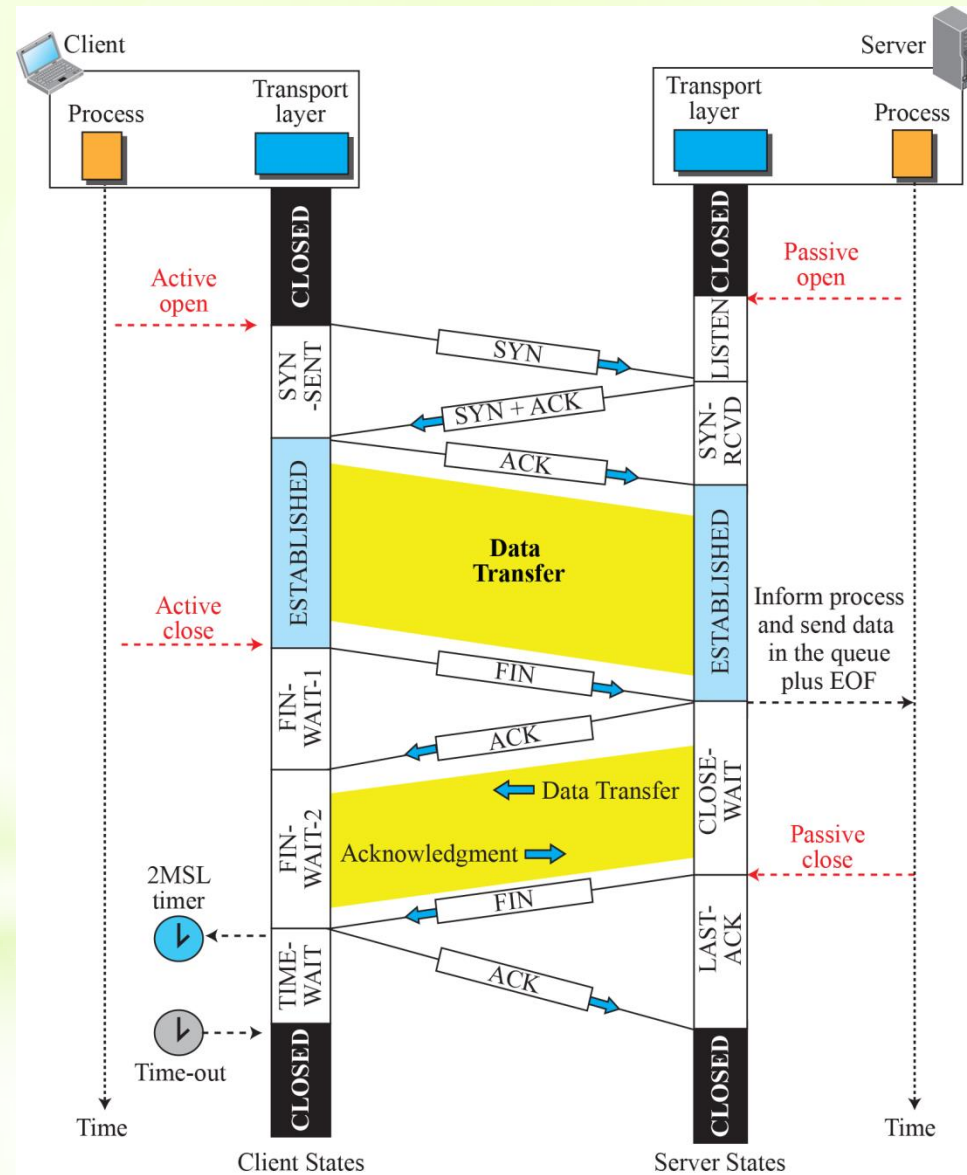 Client
Server
Process
Transport
layer
Transport
layer
Process
CLOSED
CLOSED
Active
open
Passive
open
LISTEN
SYN
SYN
-SENT
SYN + ACK
SYN-
RCVD
ACK
ESTABLISHED
Data
Transfer
ESTABLISHED
Inform process
and send data
in the queue
plus EOF
Active
close
FIN
FIN-
WAIT-1
ACK
Data Transfer
CLOSE-
WAIT
FIN-
WAIT-2
Acknowledgment
Passive
close
2MSL
timer
FIN
LAST-
ACK
TIME-
WAIT
ACK
Time-out
CLOSED
CLOSED
Time
Time
Client States
Server States